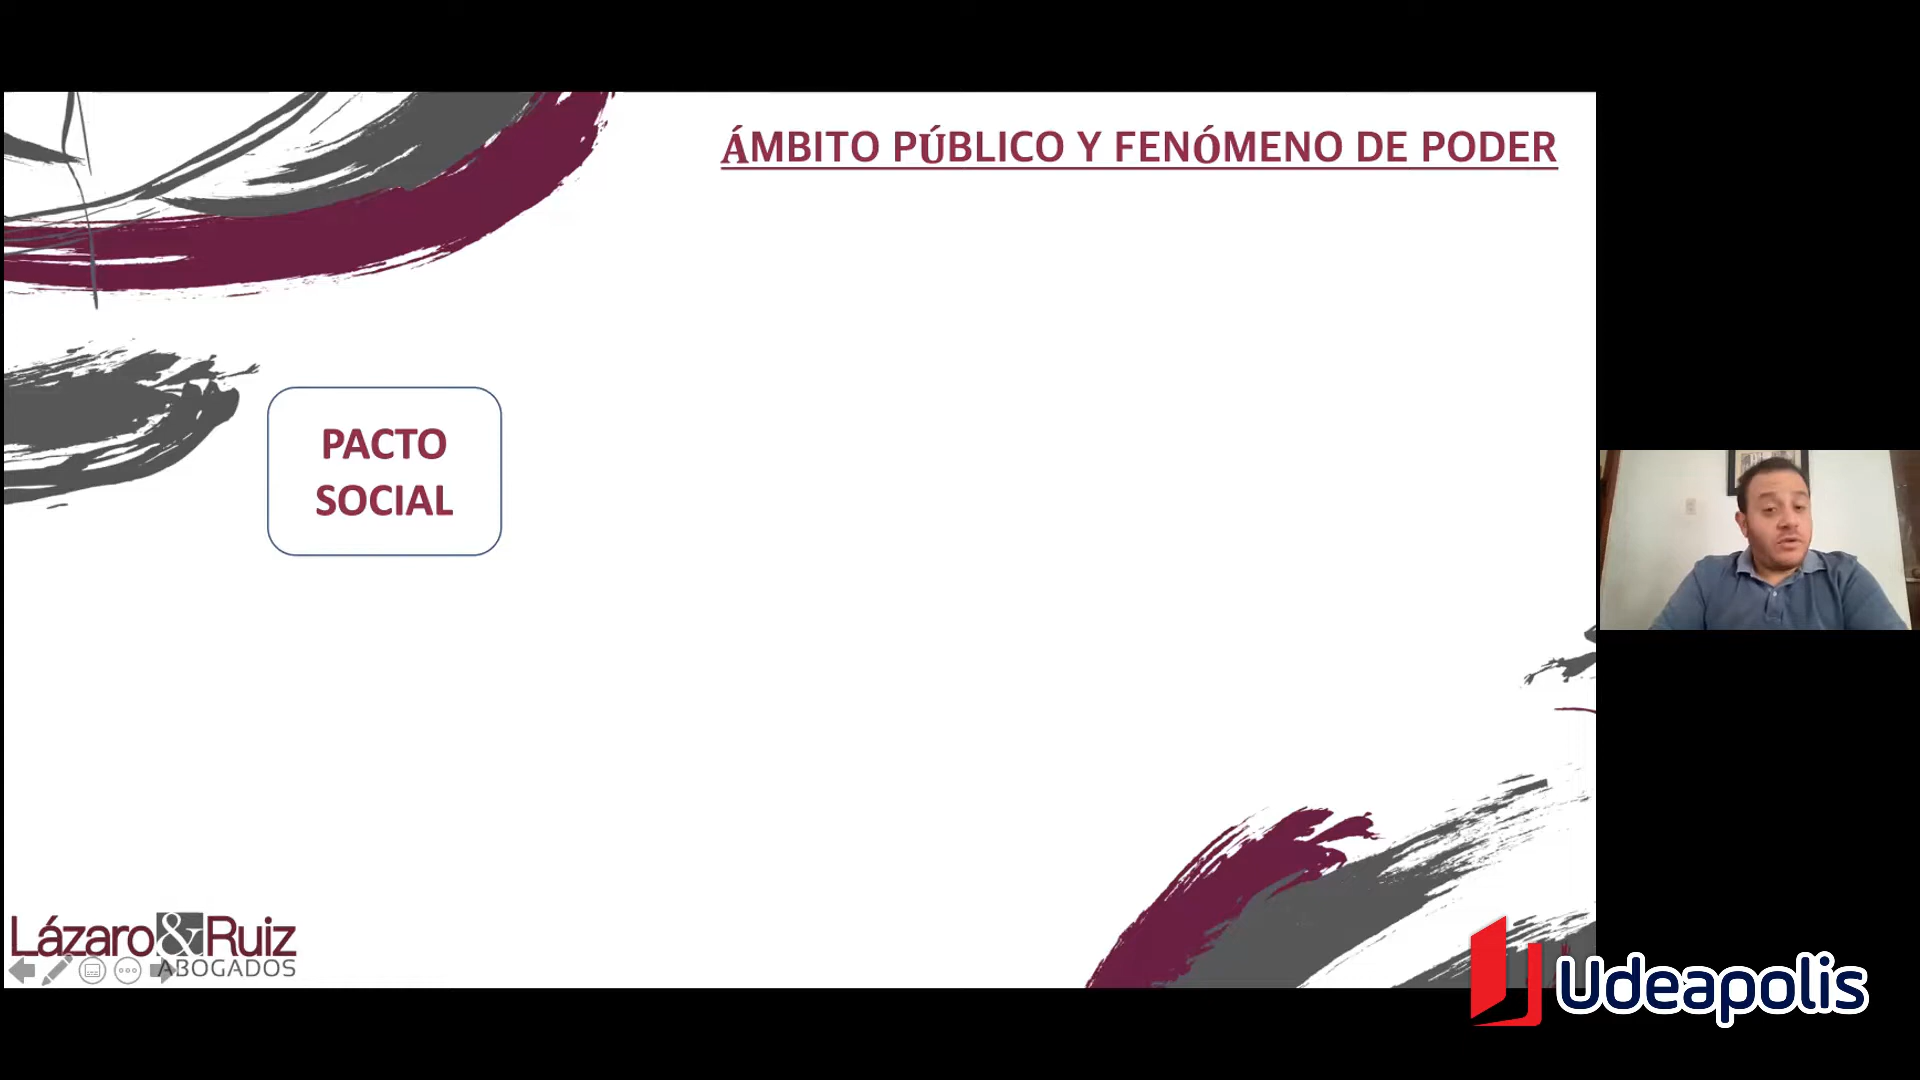 ÁMBITO PÚBLICO Y FENÓMENO DE PODER
PACTO
SOCIAL
Lázaro&Ruiz
ABOGADOS
Udeapolis